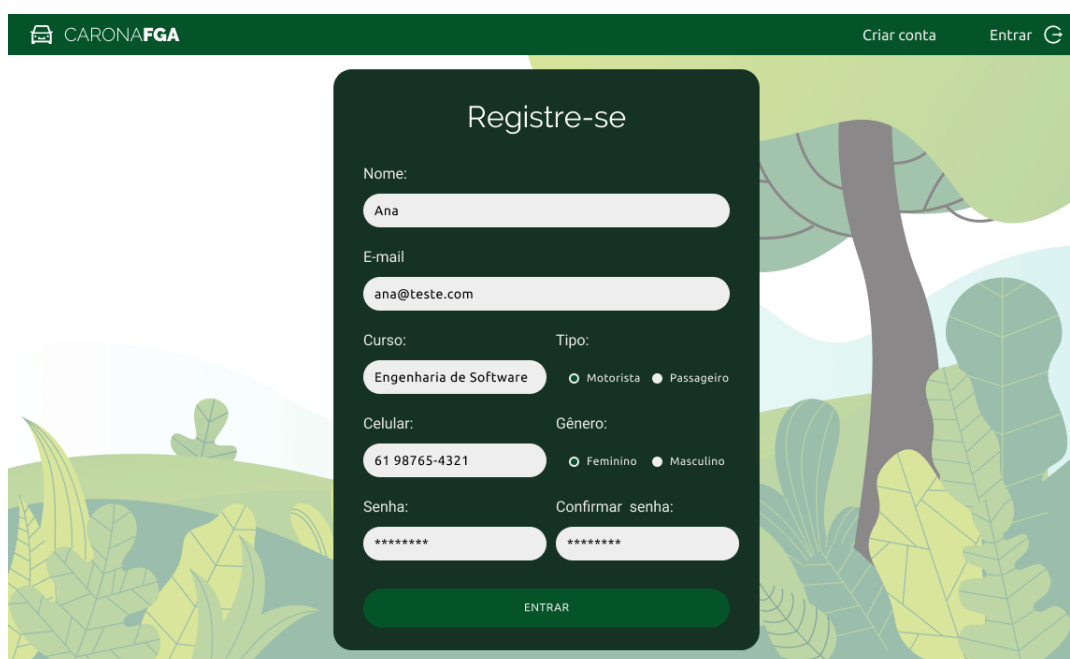 CARONAFGA Criar conta Entrar
Registre-se
Nome:
Ana
E-mail
ana@teste.com
Curso: Tipo:
Engenharia de Software Motorista Passageiro
Celular: Gênero:
61 98765-4321 Feminino Masculino
Senha: Confirmar senha:
******** ********
ENTRAR